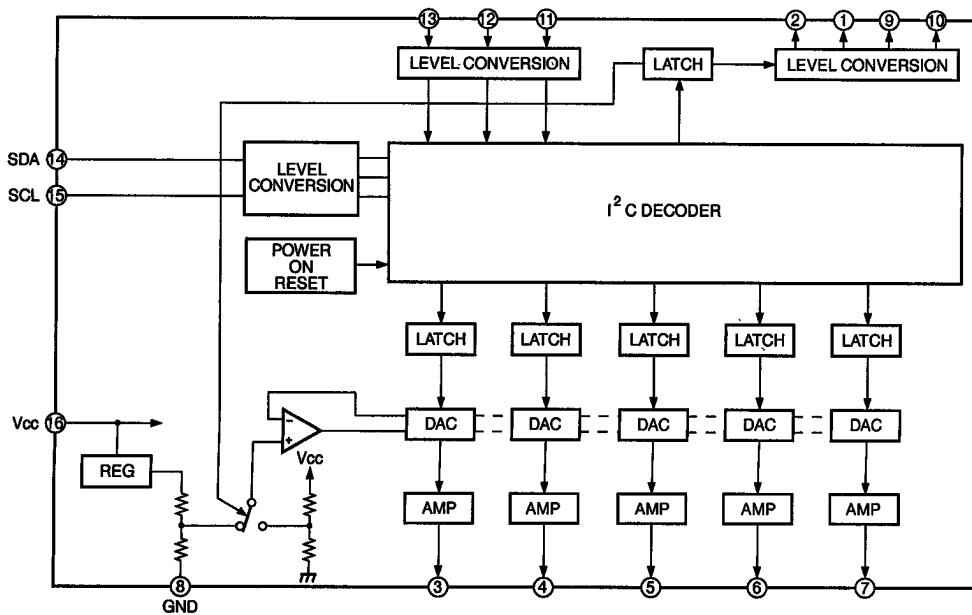 13 12 11 2 1 9 10
LEVEL CONVERSION LATCH LEVEL CONVERSION
SDA 14
LEVEL
CONVERSION
SCL 15
I²C DECODER
POWER
ON
RESET
LATCH LATCH LATCH LATCH LATCH
Vcc 16
- +
DAC DAC DAC DAC DAC
REG
Vcc
AMP AMP AMP AMP AMP
8 3 4 5 6 7
GND